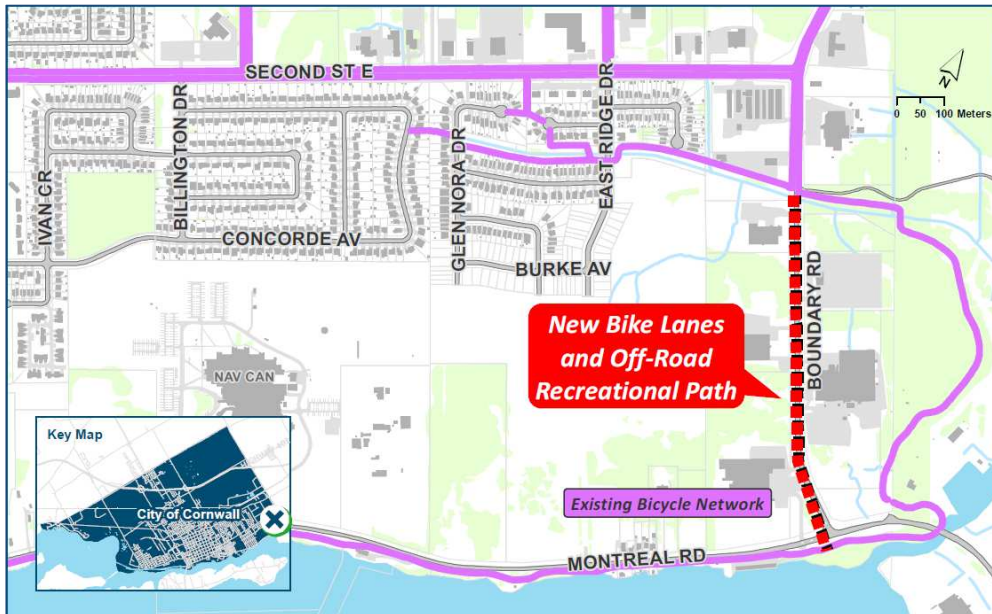 SECOND ST E
N
0 50 100 Meters
IVAN CR
BILLINGTON DR
GLEN NORA DR
EAST RIDGE DR
CONCORDE AV
BURKE AV
BOUNDARY RD
New Bike Lanes
and Off-Road
Recreational Path
NAV CAN
Key Map
City of Cornwall
Existing Bicycle Network
MONTREAL RD